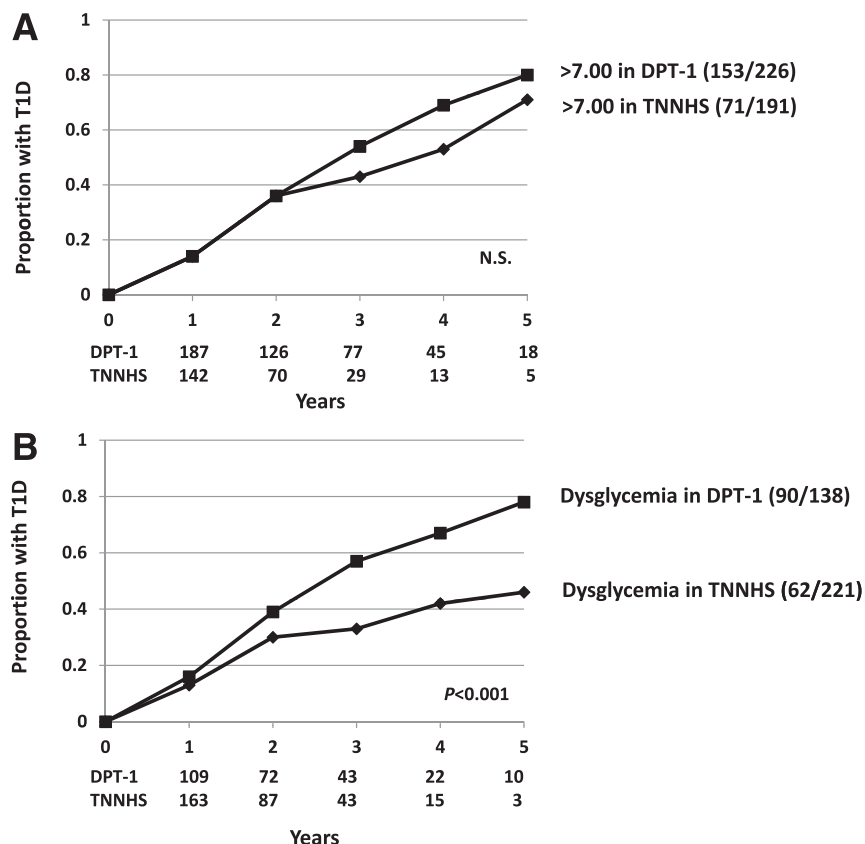 A
1
0.8
0.6
0.4
0.2
0
Proportion with T1D
>7.00 in DPT-1 (153/226)
>7.00 in TNNHS (71/191)
N.S.
0 1 2 3 4 5
DPT-1 187 126 77 45 18
TNNHS 142 70 29 13 5
Years
B
1
0.8
0.6
0.4
0.2
0
Proportion with T1D
Dysglycemia in DPT-1 (90/138)
Dysglycemia in TNNHS (62/221)
P<0.001
0 1 2 3 4 5
DPT-1 109 72 43 22 10
TNNHS 163 87 43 15 3
Years